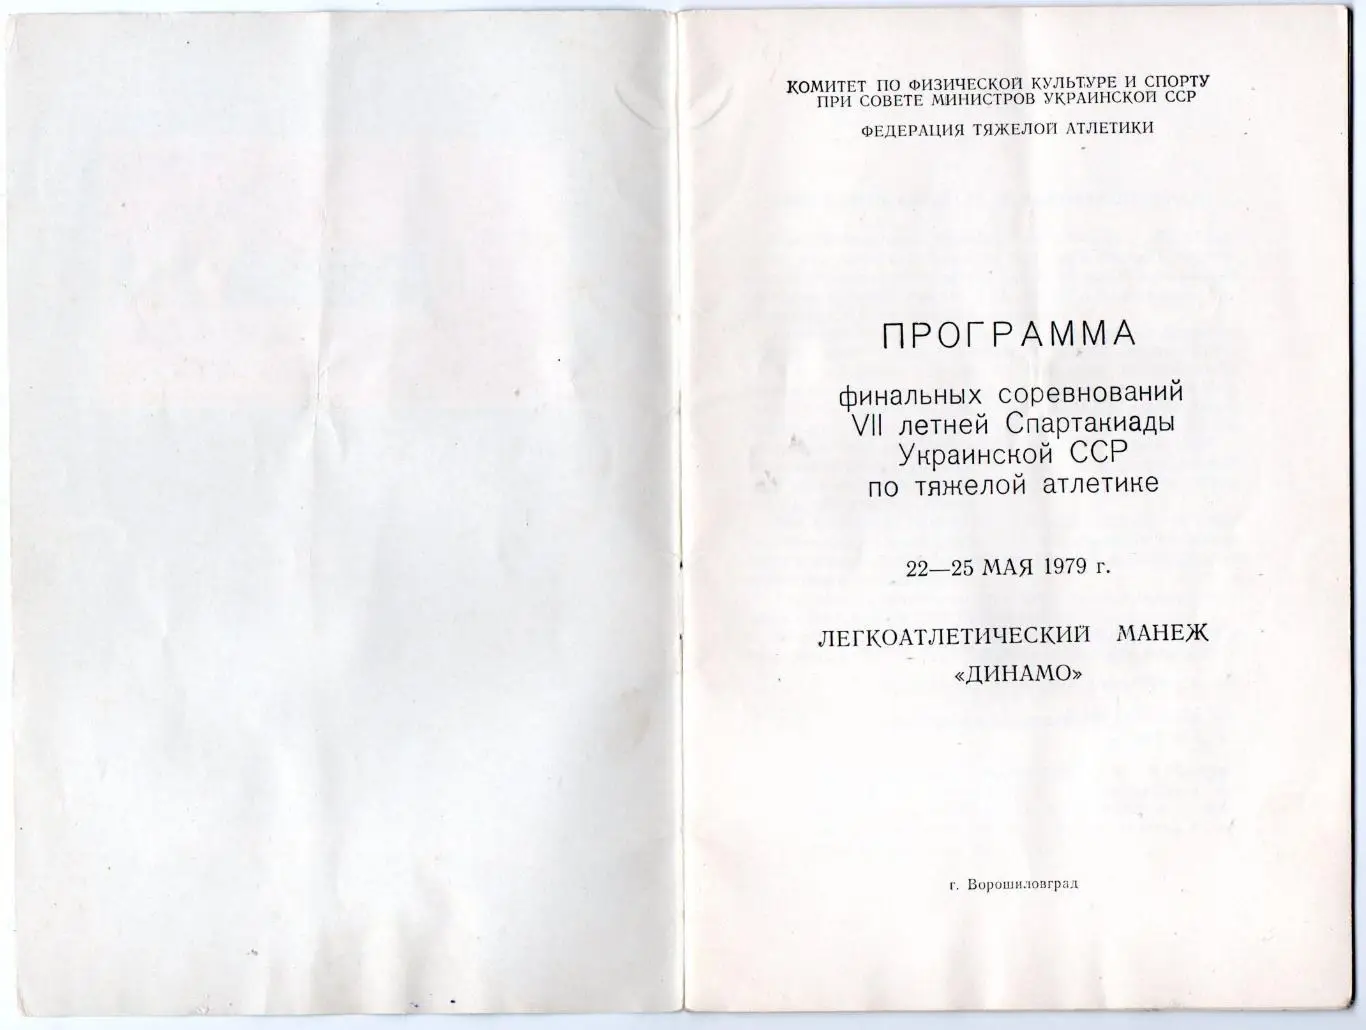 КОМИТЕТ ПО ФИЗИЧЕСКОЙ КУЛЬТУРЕ И СПОРТУ
ПРИ СОВЕТЕ МИНИСТРОВ УКРАИНСКОЙ ССР
ФЕДЕРАЦИЯ ТЯЖЕЛОЙ АТЛЕТИКИ
ПРОГРАММА
финальных соревнований
VII летней Спартакиады
Украинской ССР
по тяжелой атлетике
22—25 МАЯ 1979 г.
ЛЕГКОАТЛЕТИЧЕСКИЙ МАНЕЖ
«ДИНАМО»
г. Ворошиловград